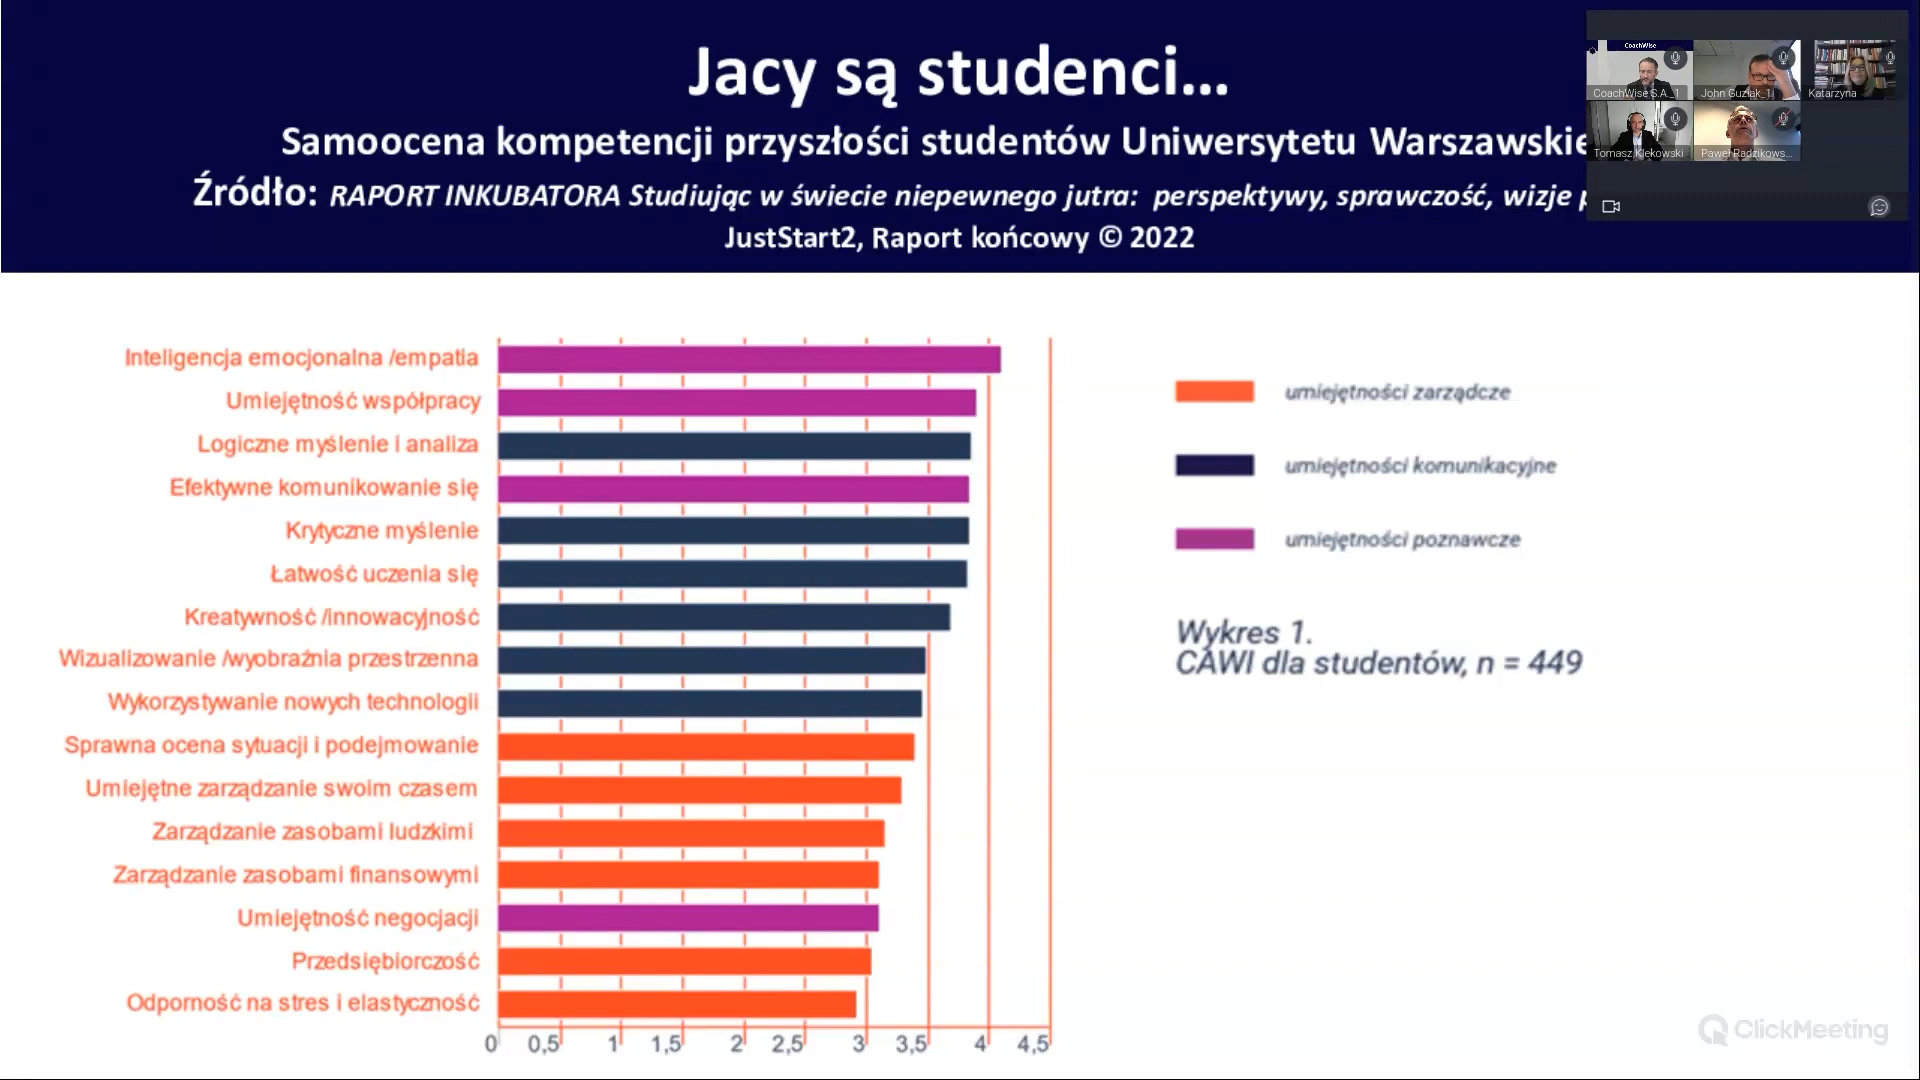 Jacy są studenci...
Samoocena kompetencji przyszłości studentów Uniwersytetu Warszawskie
Źródło: RAPORT INKUBATORA Studiując w świecie niepewnego jutra: perspektywy, sprawczość, wizje
JustStart2, Raport końcowy © 2022
CoachWise
CoachWise S.A._1
John Guziak_1
Katarzyna
Tomasz Klekowski
Paweł Radzikows...
Inteligencja emocjonalna /empatia
Umiejętność współpracy
Logiczne myślenie i analiza
Efektywne komunikowanie się
Krytyczne myślenie
Łatwość uczenia się
Kreatywność /innowacyjność
Wizualizowanie /wyobraźnia przestrzenna
Wykorzystywanie nowych technologii
Sprawna ocena sytuacji i podejmowanie
Umiejętne zarządzanie swoim czasem
Zarządzanie zasobami ludzkimi
Zarządzanie zasobami finansowymi
Umiejętność negocjacji
Przedsiębiorczość
Odporność na stres i elastyczność
0 0,5 1 1,5 2 2,5 3 3,5 4 4,5
umiejętności zarządcze
umiejętności komunikacyjne
umiejętności poznawcze
Wykres 1.
CAWI dla studentów, n = 449
ClickMeeting